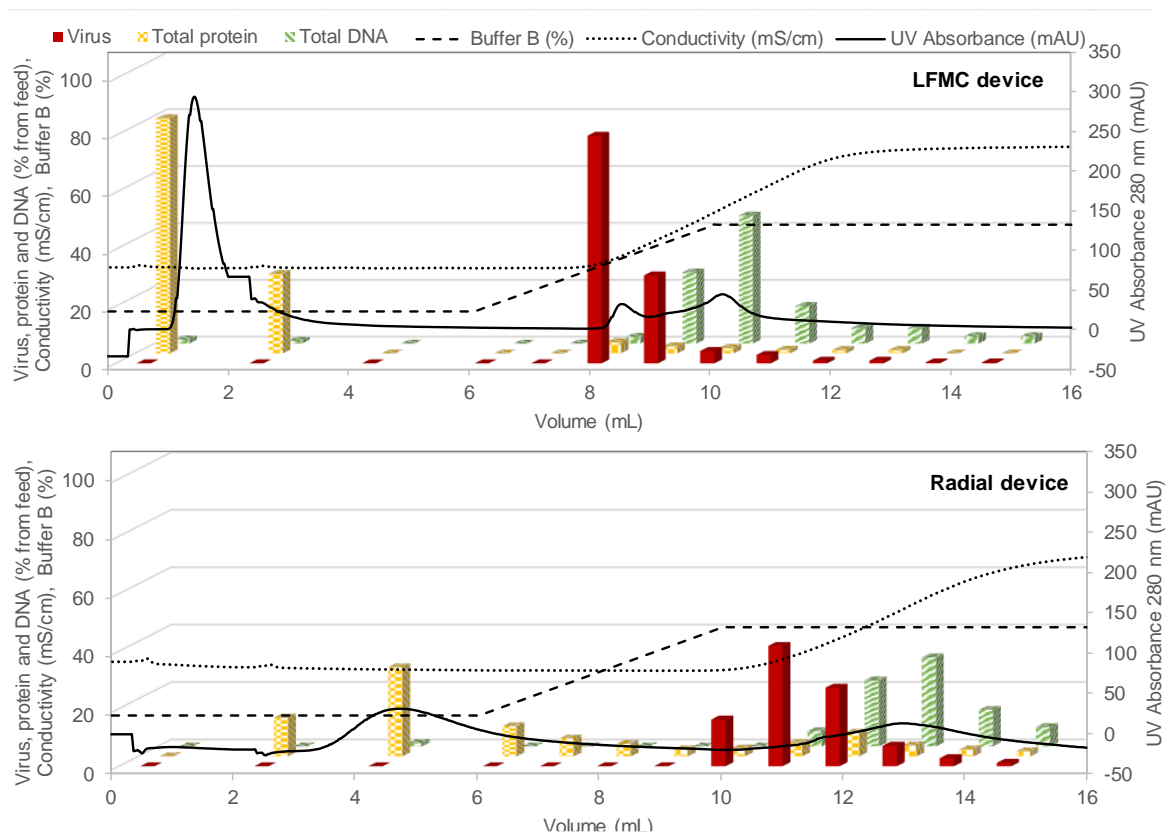 Virus Total protein Total DNA Buffer B (%) Conductivity (mS/cm) UV Absorbance (mAU)
LFMC device
Virus, protein and DNA (% from feed),
Conductivity (mS/cm), Buffer B (%)
100
80
60
40
20
0
350
300
250
200
150
100
50
0
-50
UV Absorbance 280 nm (mAU)
0 2 4 6 8 10 12 14 16
Volume (mL)
Radial device
Virus, protein and DNA (% from feed),
Conductivity (mS/cm), Buffer B (%)
100
80
60
40
20
0
350
300
250
200
150
100
50
0
-50
UV Absorbance 280 nm (mAU)
0 2 4 6 8 10 12 14 16
Volume (mL)